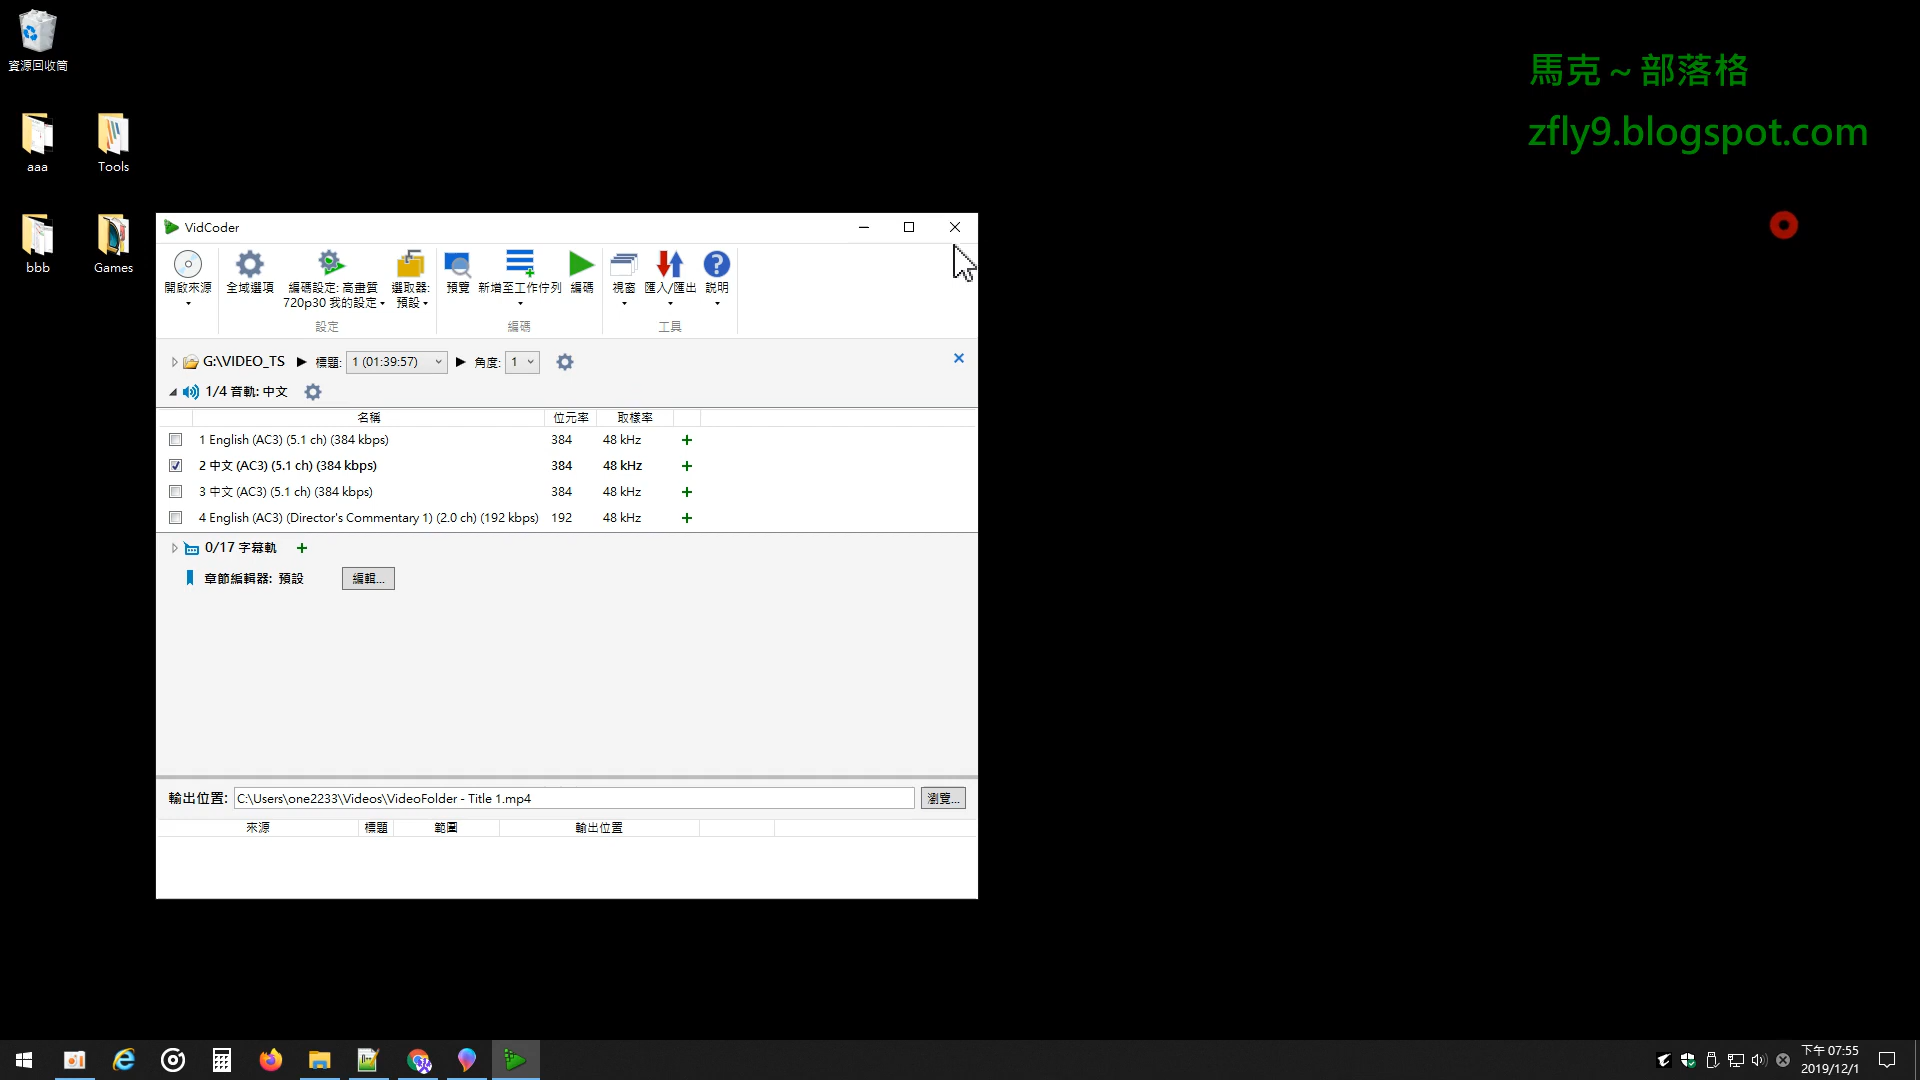 資源回收筒
aaa
Tools
bbb
Games
馬克～部落格
zfly9.blogspot.com
VidCoder
開啟來源
全域選項
編碼設定: 高畫質
720p30 我的設定
選取器:
預設
預覽
新增至工作佇列
編碼
視窗
匯入/匯出
說明
設定
編碼
工具
G:\VIDEO_TS
標題:
1 (01:39:57)
角度:
1
1/4 音軌: 中文
名稱 位元率 取樣率
1 English (AC3) (5.1 ch) (384 kbps) 384 48 kHz
2 中文 (AC3) (5.1 ch) (384 kbps) 384 48 kHz
3 中文 (AC3) (5.1 ch) (384 kbps) 384 48 kHz
4 English (AC3) (Director's Commentary 1) (2.0 ch) (192 kbps) 192 48 kHz
0/17 字幕軌
章節編輯器: 預設
編輯...
輸出位置: C:\Users\one2233\Videos\VideoFolder - Title 1.mp4
瀏覽...
來源 標題 範圍 輸出位置
下午 07:55
2019/12/1